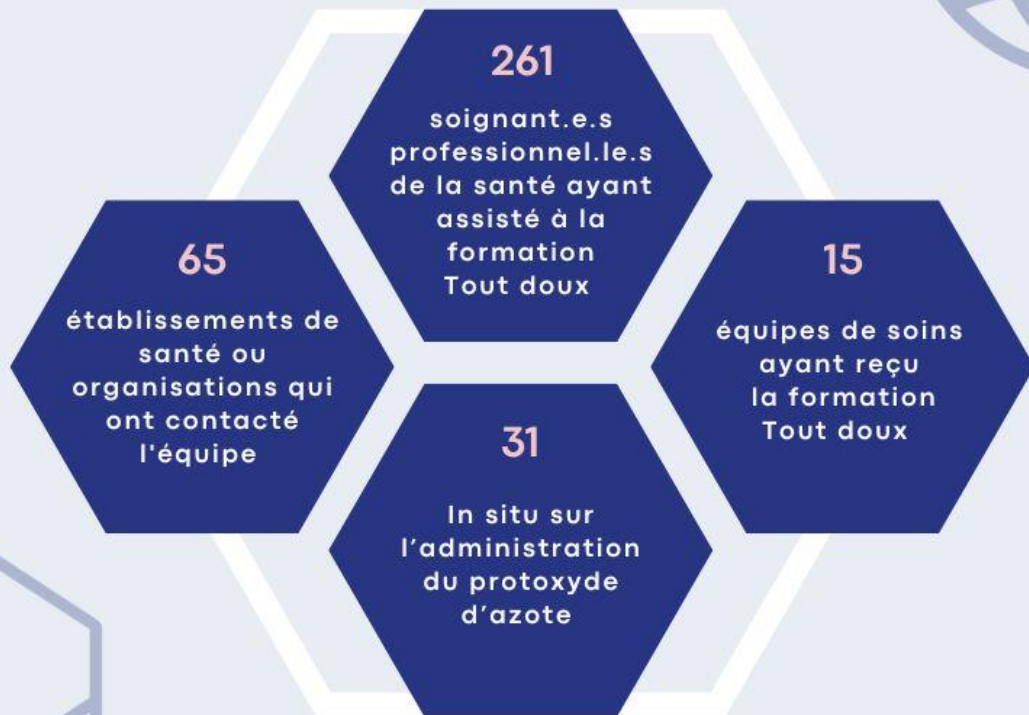 261
soignant.e.s
professionnel.le.s
de la santé ayant
assisté à la
formation
Tout doux
65
établissements de
santé ou
organisations qui
ont contacté
l'équipe
15
équipes de soins
ayant reçu
la formation
Tout doux
31
In situ sur
l’administration
du protoxyde
d’azote